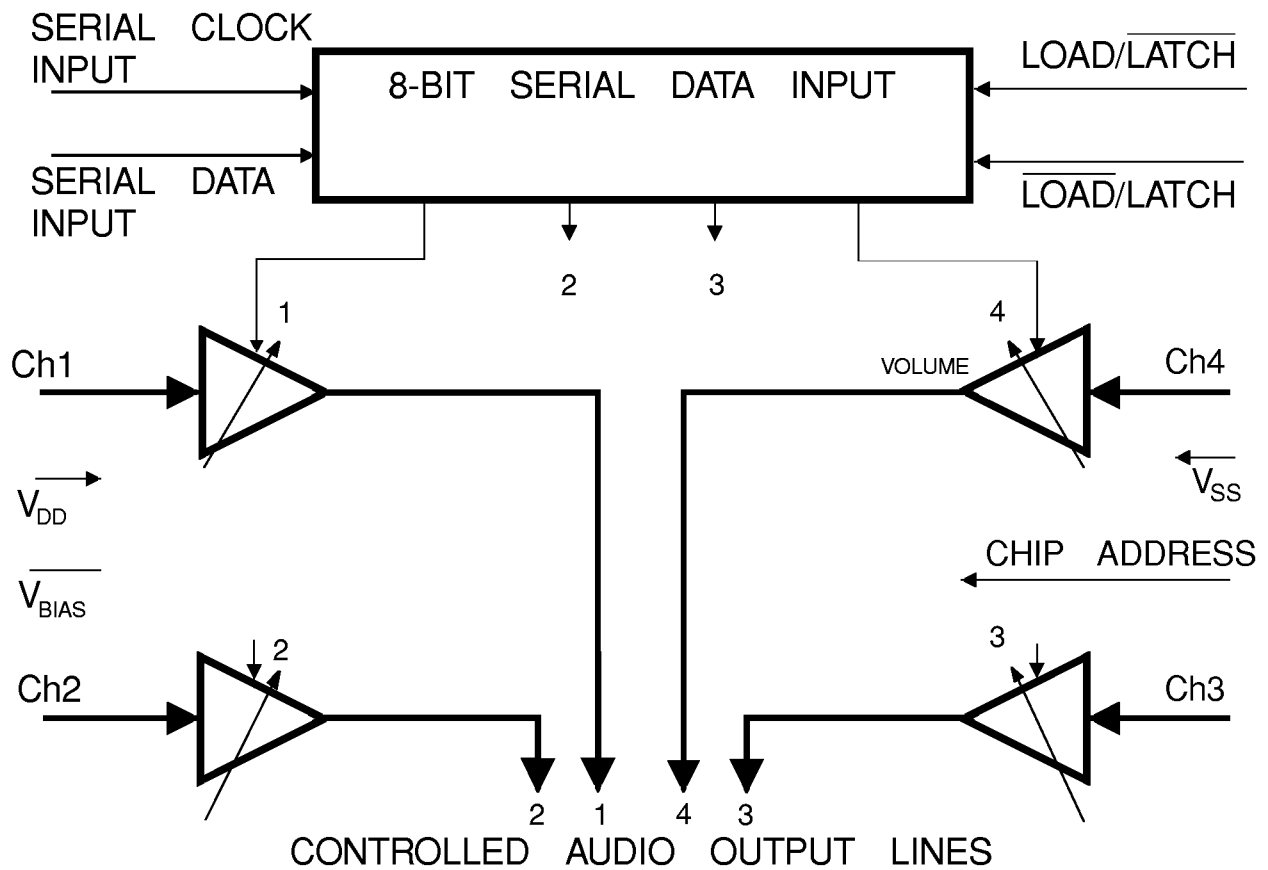 SERIAL CLOCK
INPUT
8-BIT SERIAL DATA INPUT
LOAD/LATCH
SERIAL DATA
INPUT
LOAD/LATCH
2
3
1
4
Ch1
VOLUME
Ch4
VDD
VSS
CHIP ADDRESS
VBIAS
2
3
Ch2
Ch3
2 1 4 3
CONTROLLED AUDIO OUTPUT LINES